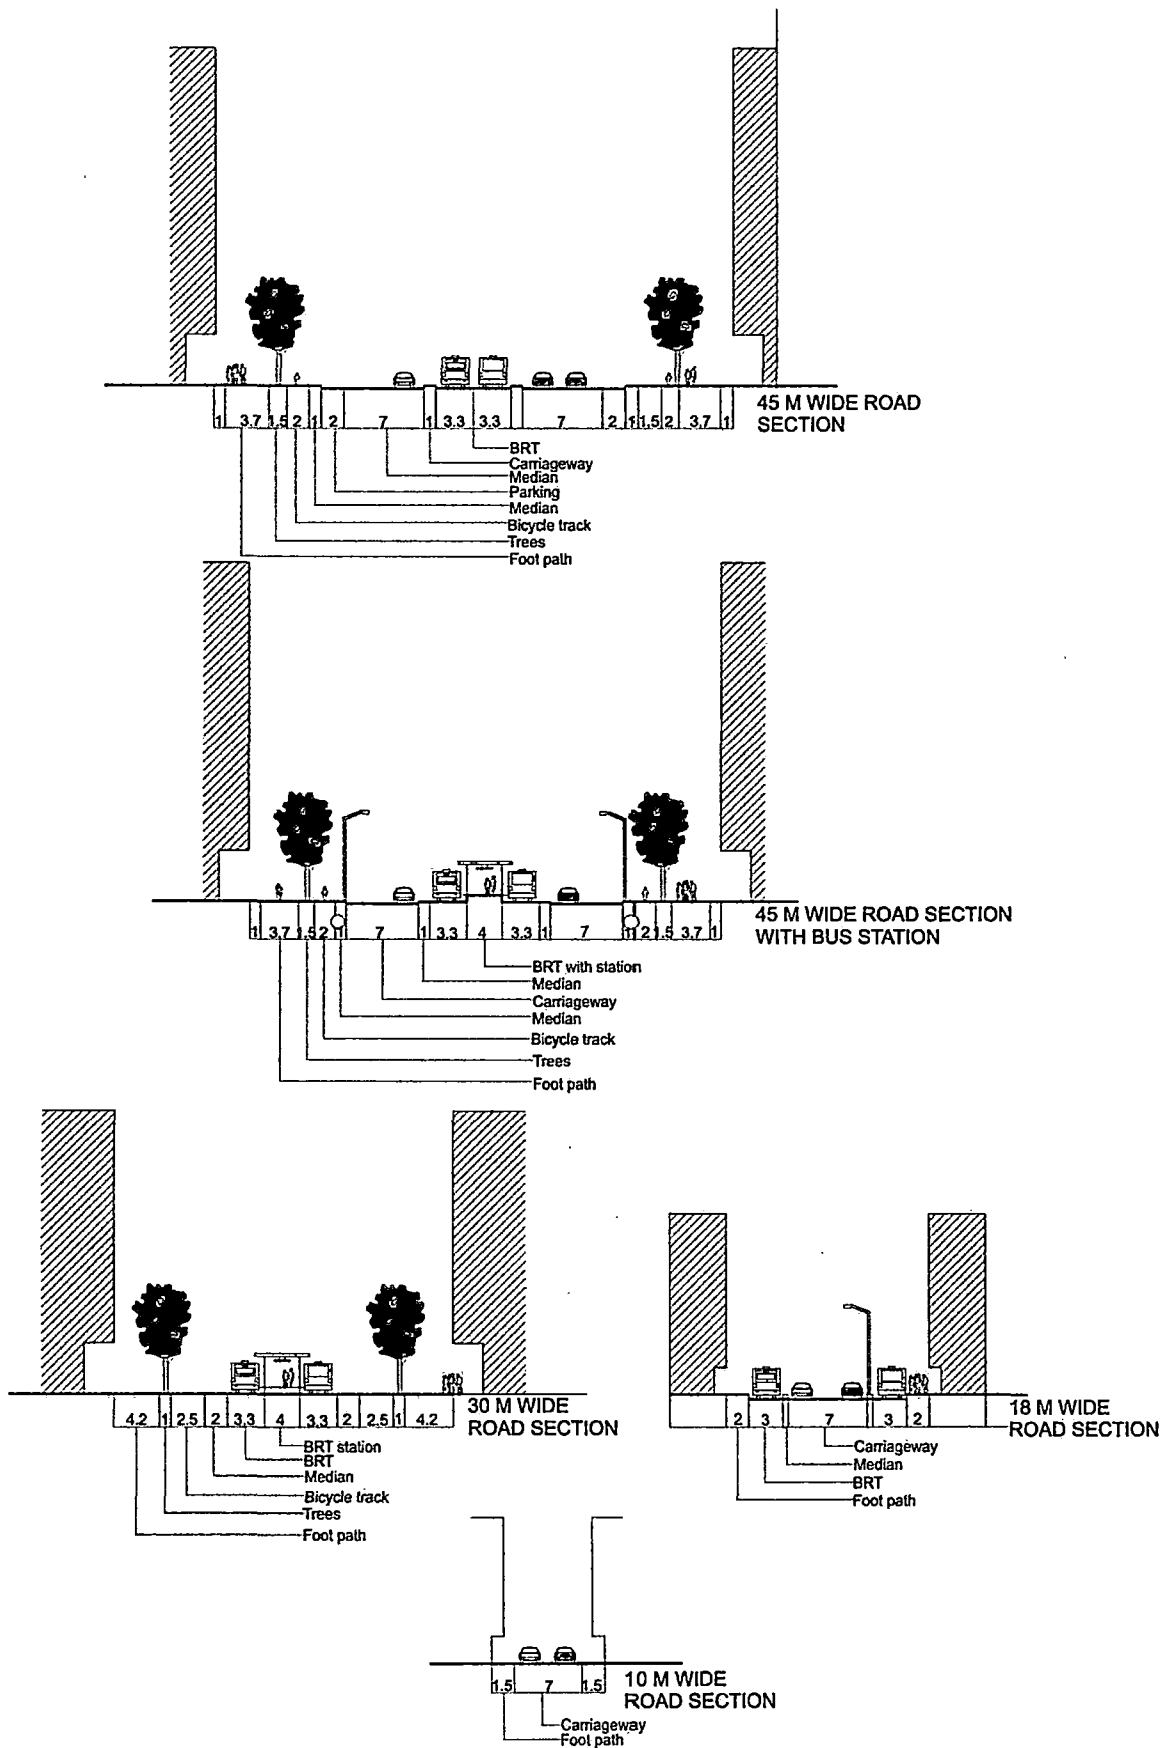 45 M WIDE ROAD
SECTION
1 3.7 1.5 2 1 2 7 1 3.3 3.3 7 2 1 1.5 2 3.7 1
BRT
Carriageway
Median
Parking
Median
Bicycle track
Trees
Foot path
45 M WIDE ROAD SECTION
WITH BUS STATION
1 3.7 1.5 2 1 7 1 3.3 4 3.3 1 7 1 2 1.5 3.7 1
BRT with station
Median
Carriageway
Median
Bicycle track
Trees
Foot path
30 M WIDE
ROAD SECTION
4.2 1 2.5 2 3.3 4 3.3 2 2.5 1 4.2
BRT station
BRT
Median
Bicycle track
Trees
Foot path
18 M WIDE
ROAD SECTION
2 3 7 3 2
Carriageway
Median
BRT
Foot path
10 M WIDE
ROAD SECTION
1.5 7 1.5
Carriageway
Foot path